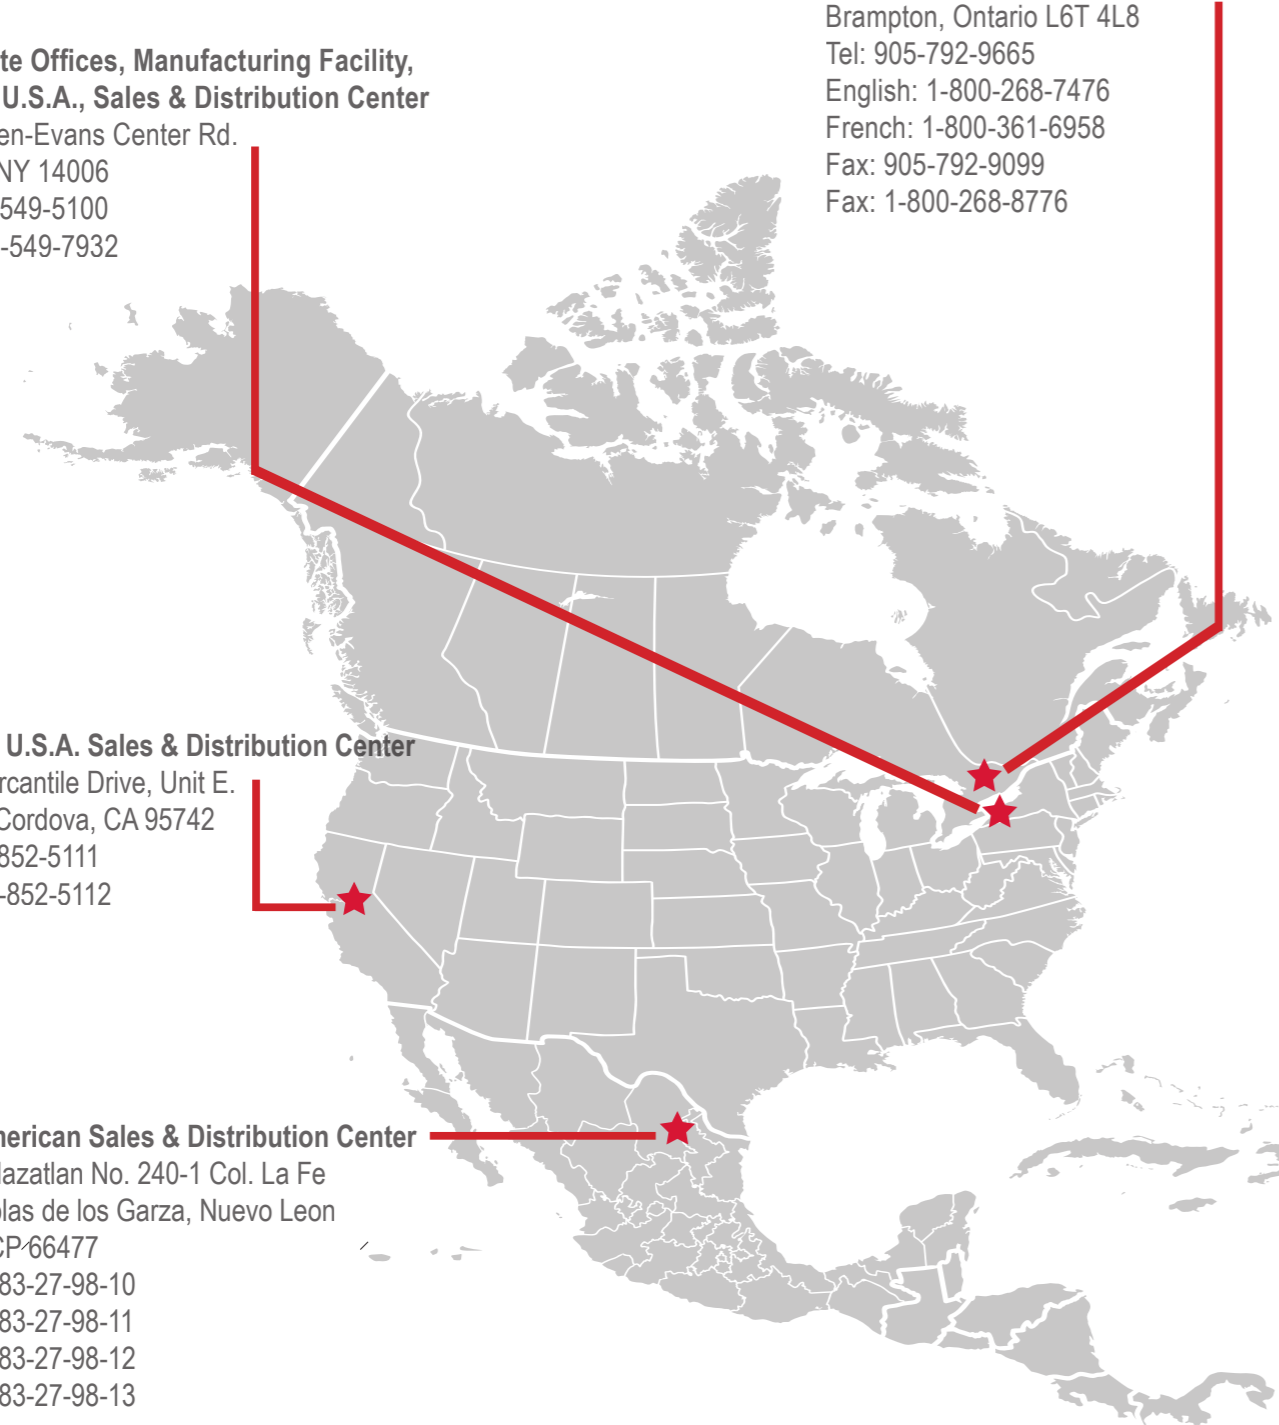 te Offices, Manufacturing Facility,
U.S.A., Sales & Distribution Center
en-Evans Center Rd.
NY 14006
549-5100
-549-7932
Brampton, Ontario L6T 4L8
Tel: 905-792-9665
English: 1-800-268-7476
French: 1-800-361-6958
Fax: 905-792-9099
Fax: 1-800-268-8776
U.S.A. Sales & Distribution Center
rcantile Drive, Unit E.
Cordova, CA 95742
852-5111
-852-5112
merican Sales & Distribution Center
Mazatlan No. 240-1 Col. La Fe
olas de los Garza, Nuevo Leon
CP 66477
83-27-98-10
83-27-98-11
83-27-98-12
83-27-98-13